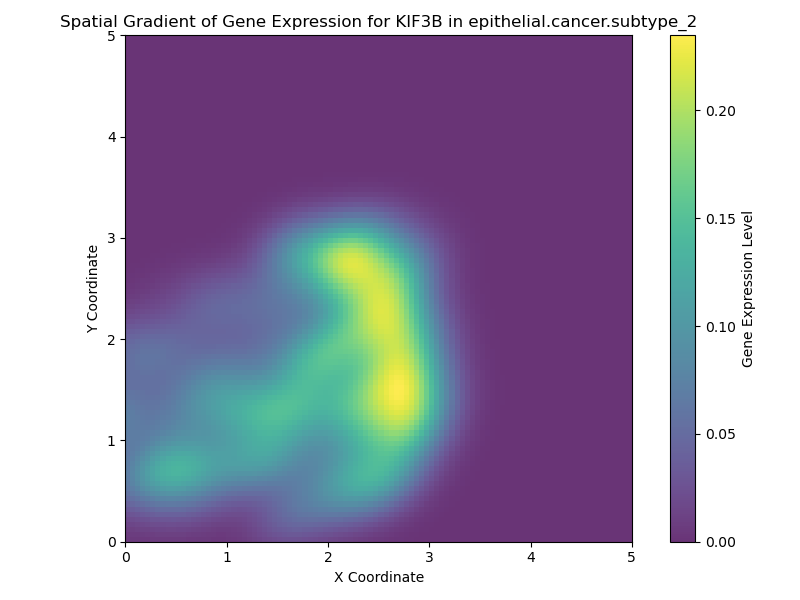 Spatial Gradient of Gene Expression for KIF3B in epithelial.cancer.subtype_2
5
4
3
2
1
0
0 1 2 3 4 5
X Coordinate
Y Coordinate
0.20
0.15
0.10
0.05
0.00
Gene Expression Level